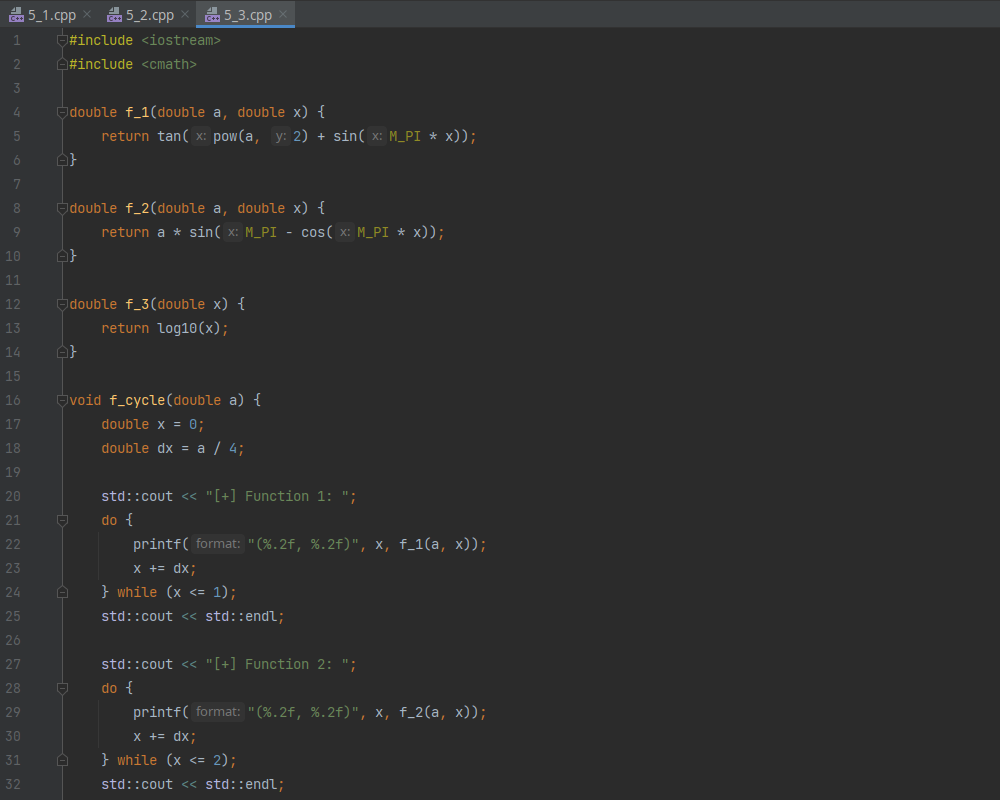 5_1.cpp 5_2.cpp 5_3.cpp
1 #include <iostream>
2 #include <cmath>
3
4 double f_1(double a, double x) {
5     return tan( x: pow(a,  y: 2) + sin( x: M_PI * x));
6 }
7
8 double f_2(double a, double x) {
9     return a * sin( x: M_PI - cos( x: M_PI * x));
10 }
11
12 double f_3(double x) {
13     return log10(x);
14 }
15
16 void f_cycle(double a) {
17     double x = 0;
18     double dx = a / 4;
19
20     std::cout << "[+] Function 1: ";
21     do {
22         printf( format: "(%.2f, %.2f)", x, f_1(a, x));
23         x += dx;
24     } while (x <= 1);
25     std::cout << std::endl;
26
27     std::cout << "[+] Function 2: ";
28     do {
29         printf( format: "(%.2f, %.2f)", x, f_2(a, x));
30         x += dx;
31     } while (x <= 2);
32     std::cout << std::endl;